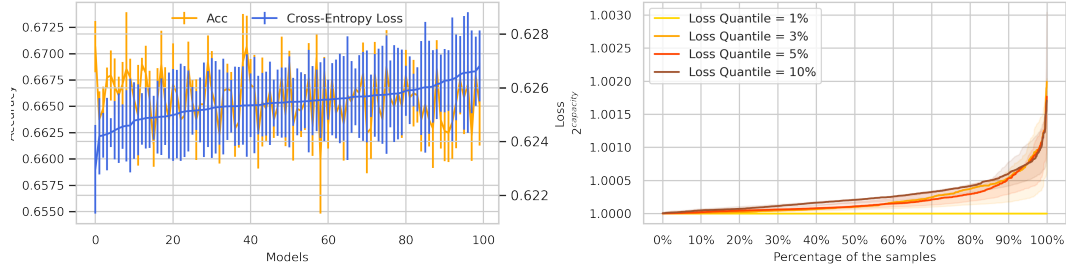 Acc
Cross-Entropy Loss
0.6725
0.6700
0.6675
0.6650
0.6625
0.6600
0.6575
0.6550
0.628
0.626
0.624
0.622
Loss
0 20 40 60 80 100
Models
Loss Quantile = 1%
Loss Quantile = 3%
Loss Quantile = 5%
Loss Quantile = 10%
1.0030
1.0025
1.0020
1.0015
1.0010
1.0005
1.0000
2^capacity
0% 10% 20% 30% 40% 50% 60% 70% 80% 90% 100%
Percentage of the samples